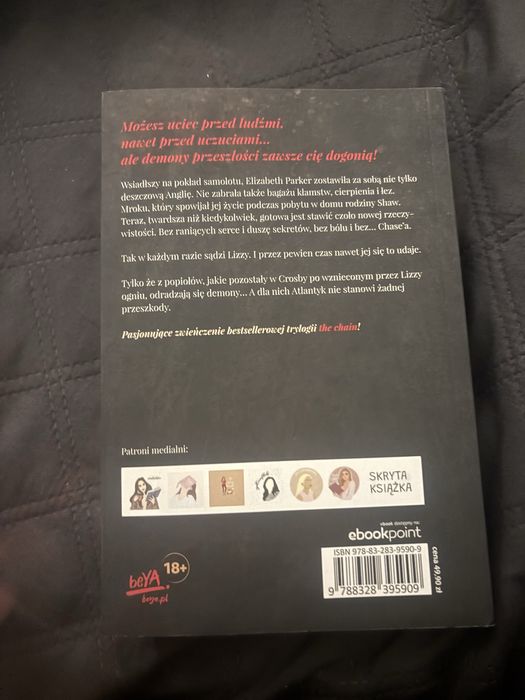 Możesz uciec przed ludźmi,
nawet przed uczuciami...
ale demony przeszłości zawsze cię dogonią!
Wsiadłszy na pokład samolotu, Elizabeth Parker zostawiła za sobą nie tylko
deszczową Anglię. Nie zabrała także bagażu kłamstw, cierpienia i łez.
Mroku, który spowijał jej życie podczas pobytu w domu rodziny Shaw.
Teraz, twardsza niż kiedykolwiek, gotowa jest stawić czoło nowej rzeczy-
wistości. Bez raniących serce i duszę sekretów, bez bólu i bez... Chase'a.
Tak w każdym razie sądzi Lizzy. I przez pewien czas nawet jej się to udaje.
Tylko że z popiołów, jakie pozostały w Crosby po wznieconym przez Lizzy
ogniu, odradzają się demony... A dla nich Atlantyk nie stanowi żadnej
przeszkody.
Pasjonujące zwieńczenie bestsellerowej trylogii the chain!
Patroni medialni:
SKRYTA
KSIĄŻKA
ebook dostępny na:
ebookpoint
beYA.
18+
beya.pl
ISBN 978-83-283-9590-9
9 788328 395909
cena 49,90 zł